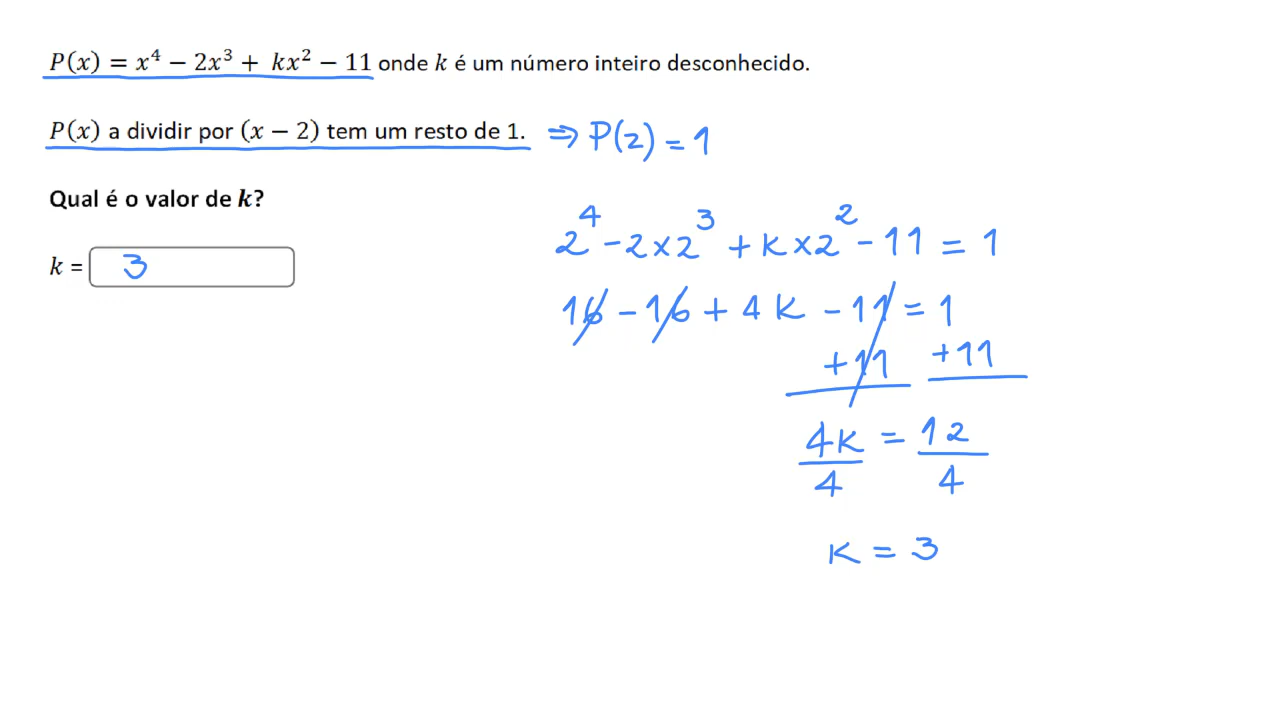 P(x) = x⁴ − 2x³ + kx² − 11 onde k é um número inteiro desconhecido.
P(x) a dividir por (x − 2) tem um resto de 1. ⇒ P(2) = 1
Qual é o valor de k?
k = 3
2⁴ − 2 × 2³ + k × 2² − 11 = 1
16 − 16 + 4k − 11 = 1
+11 +11
4k = 12
4 4
k = 3